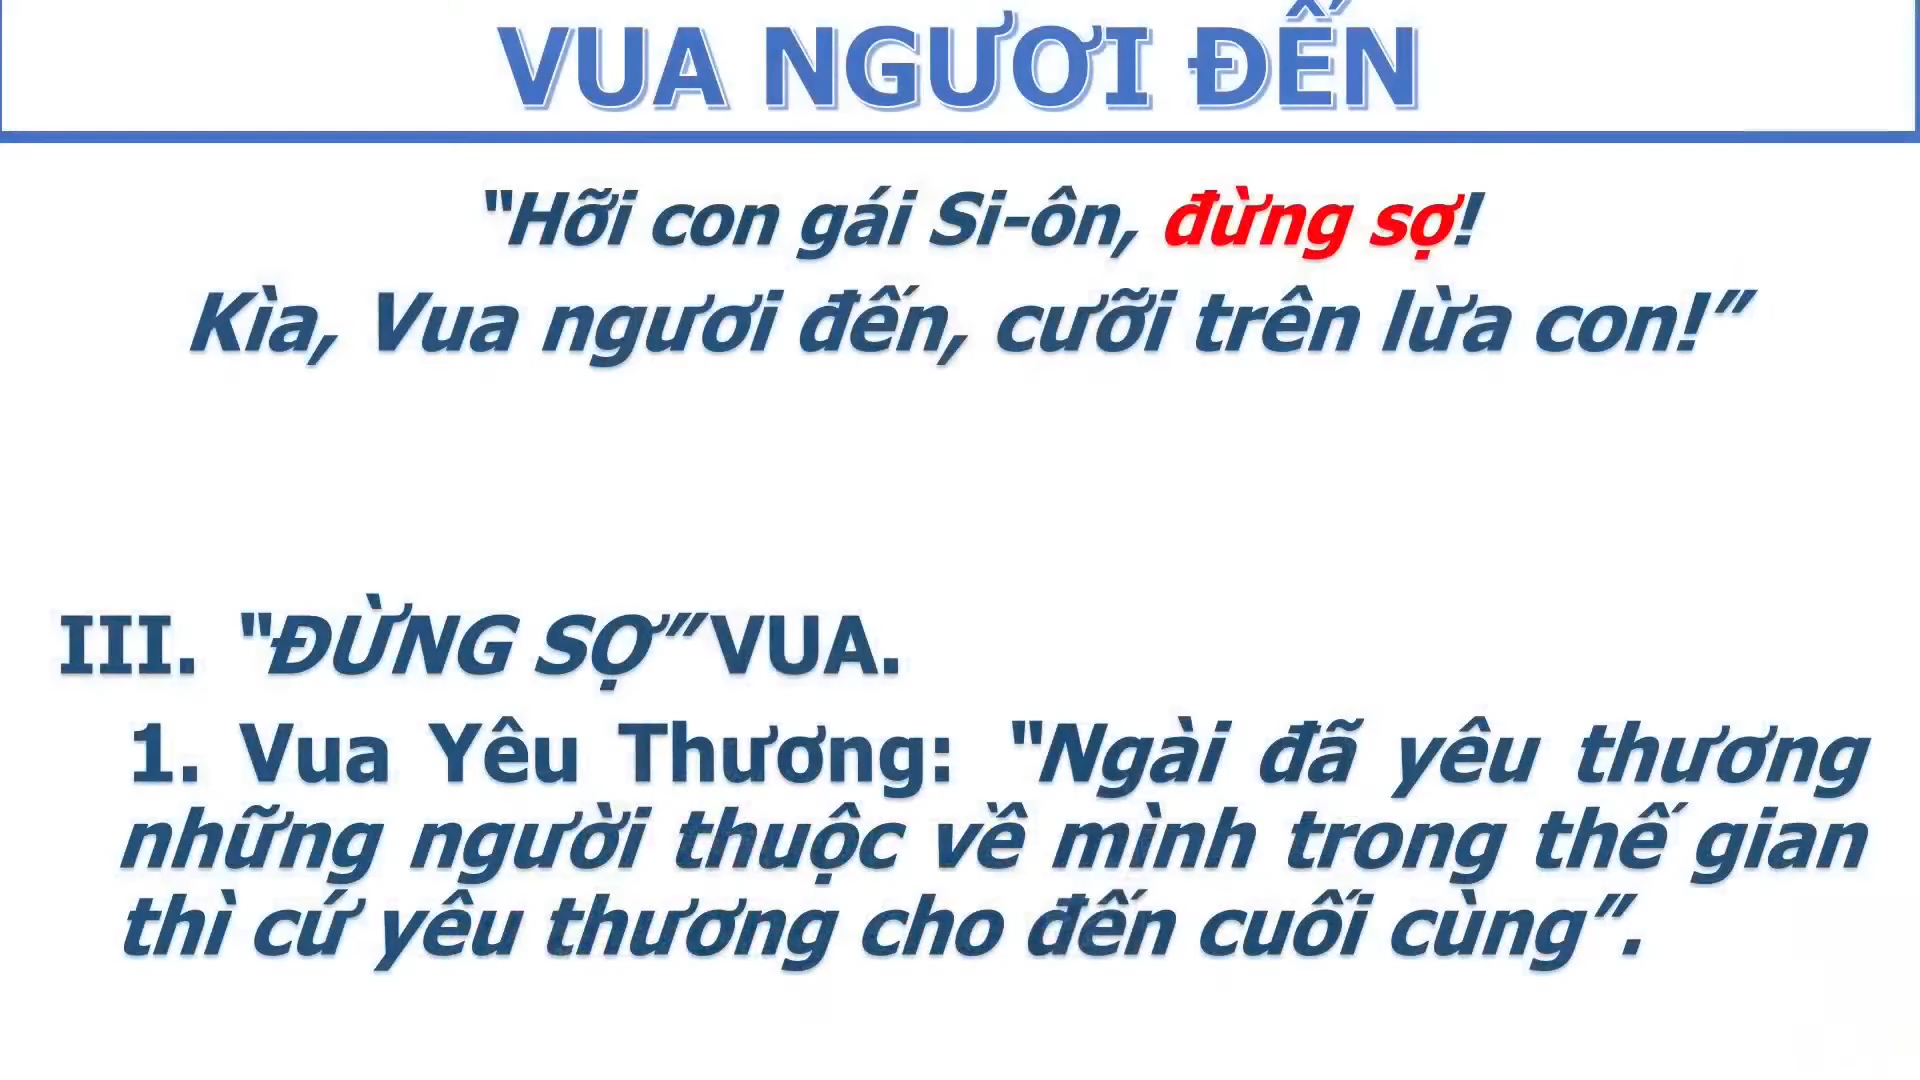 VUA NGƯƠI ĐẾN
“Hỡi con gái Si-ôn, đừng sợ!
Kìa, Vua ngươi đến, cưỡi trên lừa con!”
III. “ĐỪNG SỢ” VUA.
1. Vua Yêu Thương: “Ngài đã yêu thương
những người thuộc về mình trong thế gian
thì cứ yêu thương cho đến cuối cùng”.